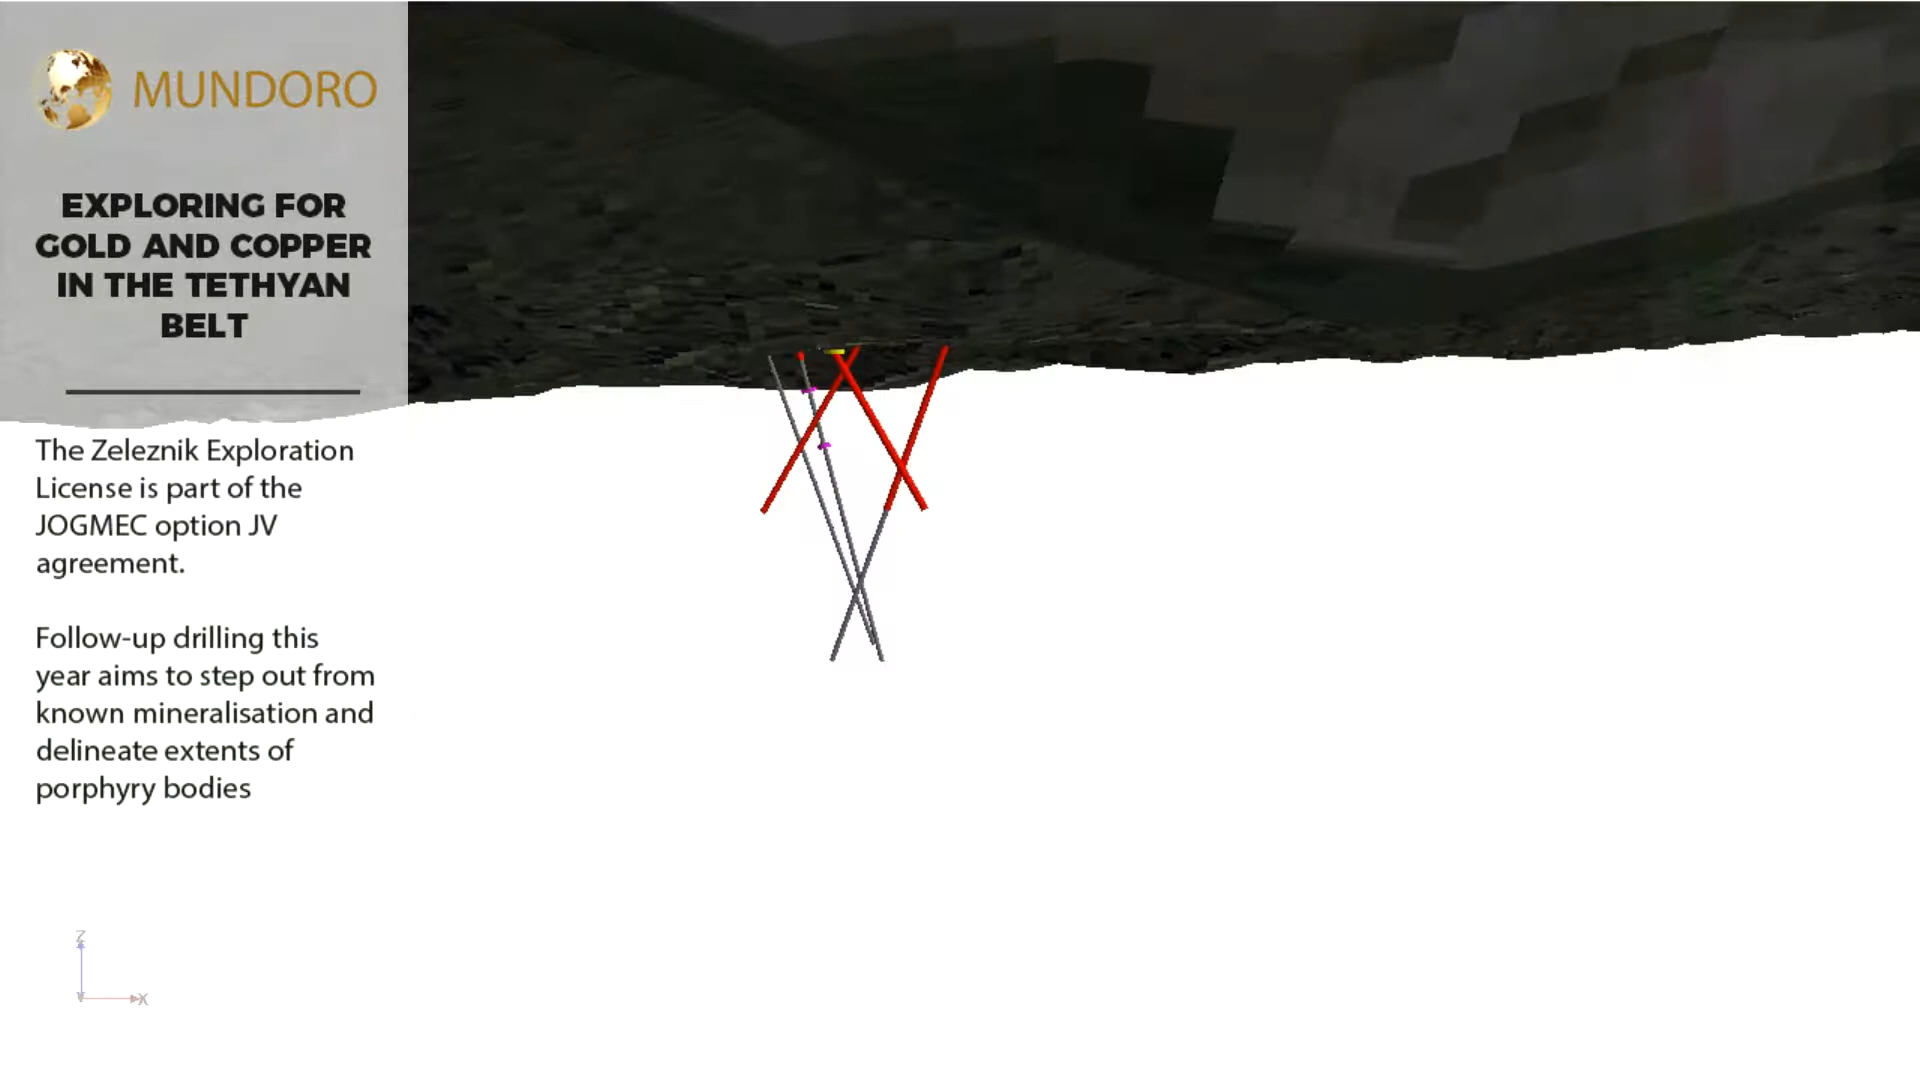 MUNDORO
EXPLORING FOR
GOLD AND COPPER
IN THE TETHYAN
BELT
The Zeleznik Exploration
License is part of the
JOGMEC option JV
agreement.
Follow-up drilling this
year aims to step out from
known mineralisation and
delineate extents of
porphyry bodies
Z
X